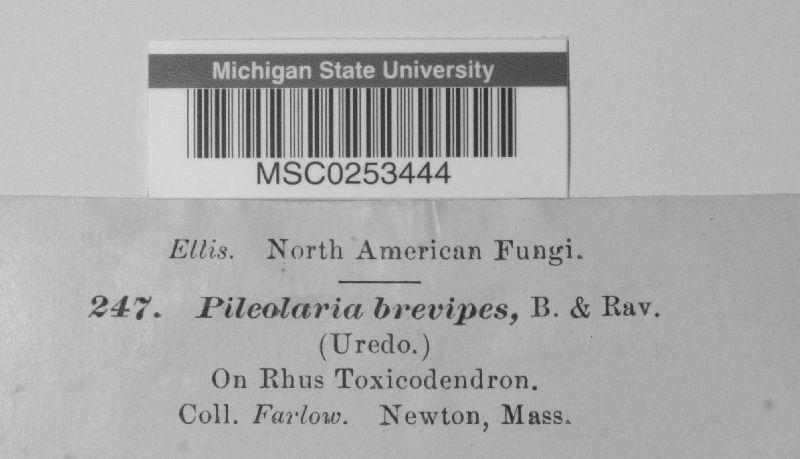 Michigan State University
MSC0253444
Ellis. North American Fungi.
247. Pileolaria brevipes, B. & Rav.
(Uredo.)
On Rhus Toxicodendron.
Coll. Farlow. Newton, Mass.